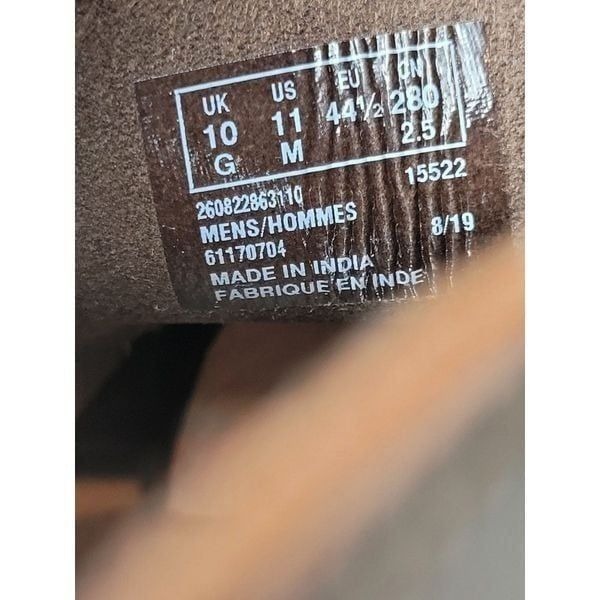 UK US EU CN
10 11 44½ 280
G M 2.5
15522
260822863110
MENS/HOMMES 8/19
61170704
MADE IN INDIA
FABRIQUE EN INDE